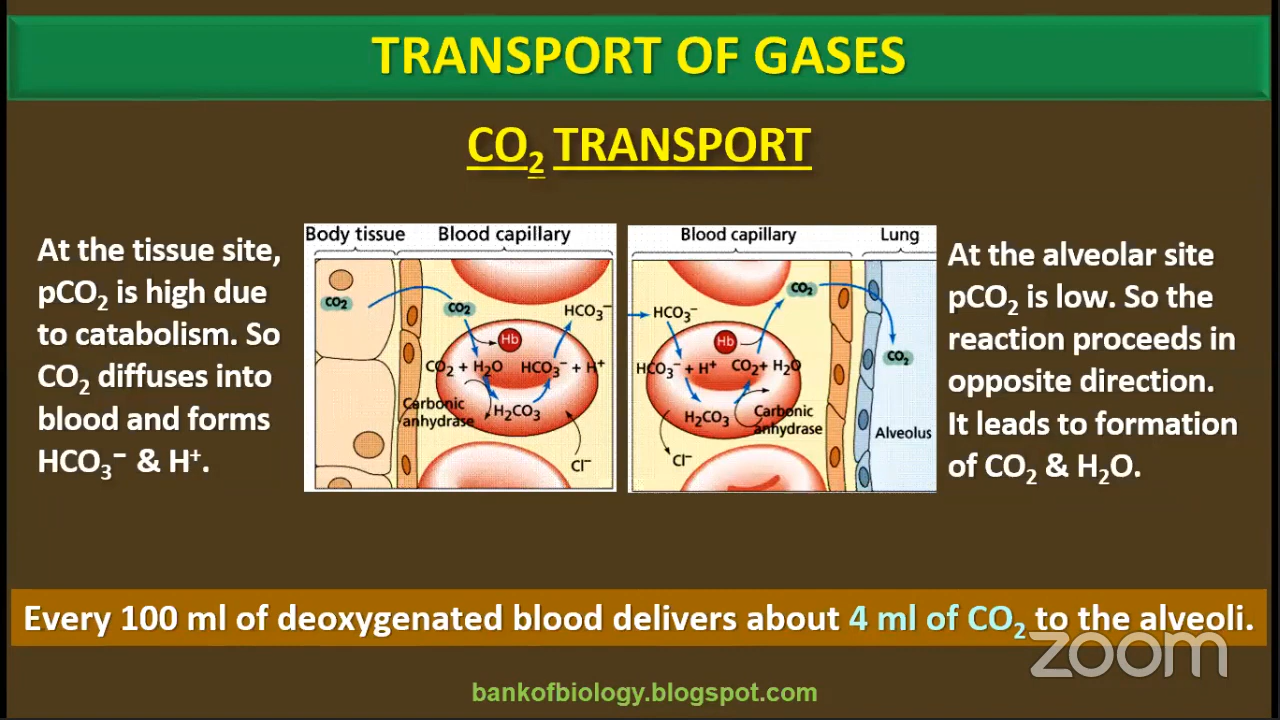 TRANSPORT OF GASES
CO₂ TRANSPORT
At the tissue site,
pCO₂ is high due
to catabolism. So
CO₂ diffuses into
blood and forms
HCO₃⁻ & H⁺.
Body tissue
Blood capillary
CO₂
CO₂
HCO₃⁻
Hb
CO₂ + H₂O
HCO₃⁻ + H⁺
Carbonic
anhydrase
H₂CO₃
Cl⁻
Blood capillary
Lung
CO₂
HCO₃⁻
Hb
CO₂
HCO₃⁻ + H⁺
CO₂+ H₂O
H₂CO₃
Carbonic
anhydrase
Alveolus
Cl⁻
At the alveolar site
pCO₂ is low. So the
reaction proceeds in
opposite direction.
It leads to formation
of CO₂ & H₂O.
Every 100 ml of deoxygenated blood delivers about 4 ml of CO₂ to the alveoli.
zoom
bankofbiology.blogspot.com